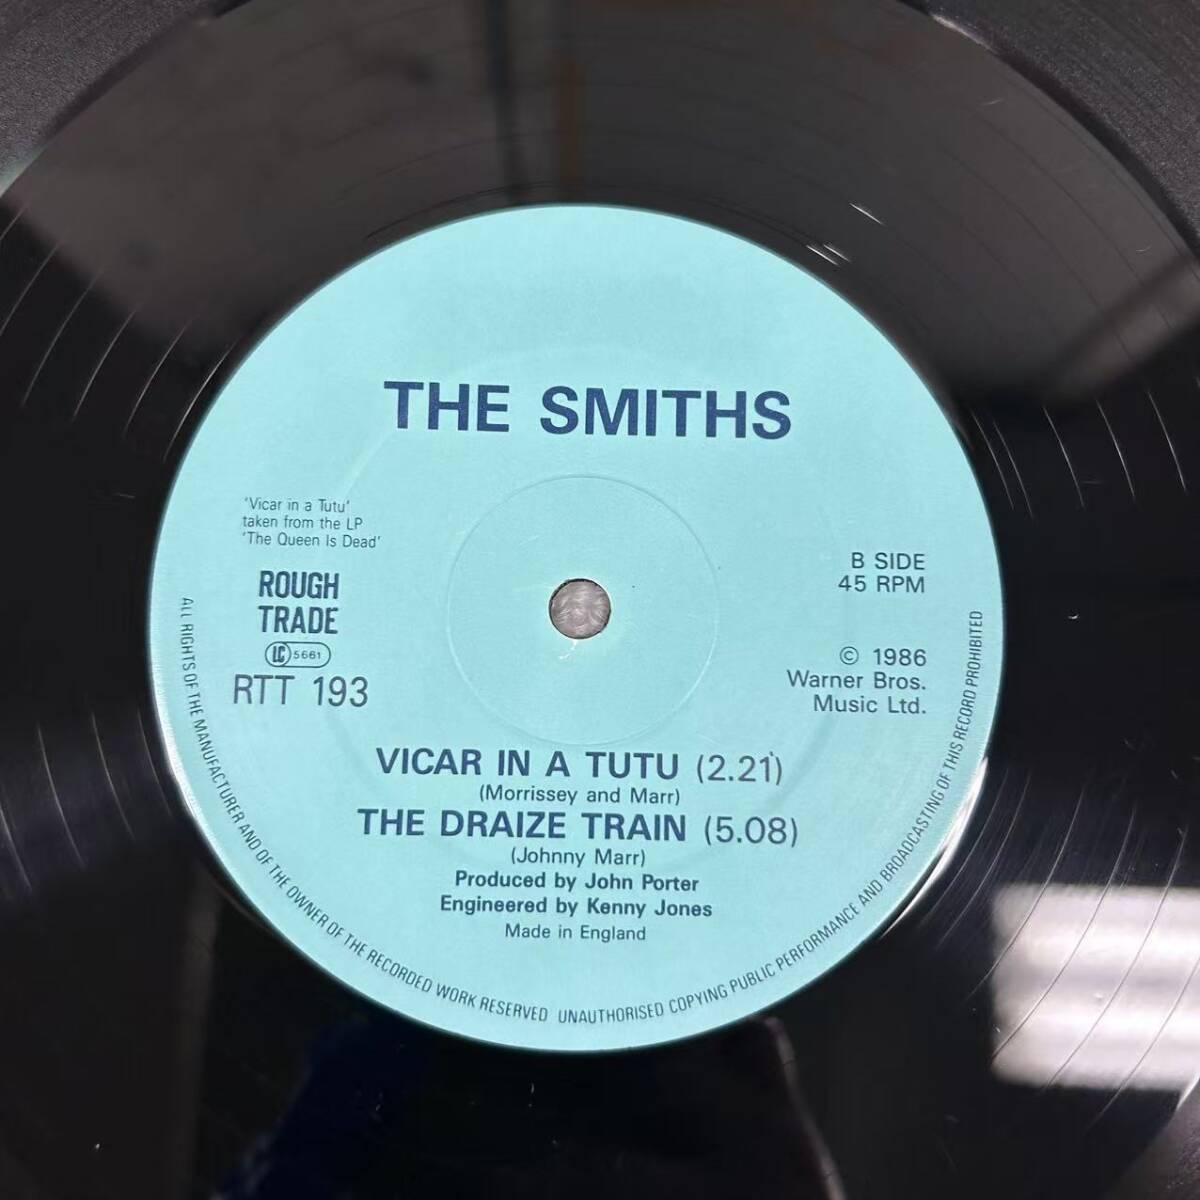 THE SMITHS
'Vicar in a Tutu'
taken from the LP
'The Queen Is Dead'
ROUGH
TRADE
LC 5661
RTT 193
B SIDE
45 RPM
© 1986
Warner Bros.
Music Ltd.
VICAR IN A TUTU (2.21)
(Morrissey and Marr)
THE DRAIZE TRAIN (5.08)
(Johnny Marr)
Produced by John Porter
Engineered by Kenny Jones
Made in England
ALL RIGHTS OF THE MANUFACTURER AND OF THE OWNER OF THE RECORDED WORK RESERVED UNAUTHORISED COPYING PUBLIC PERFORMANCE AND BROADCASTING OF THIS RECORD PROHIBITED